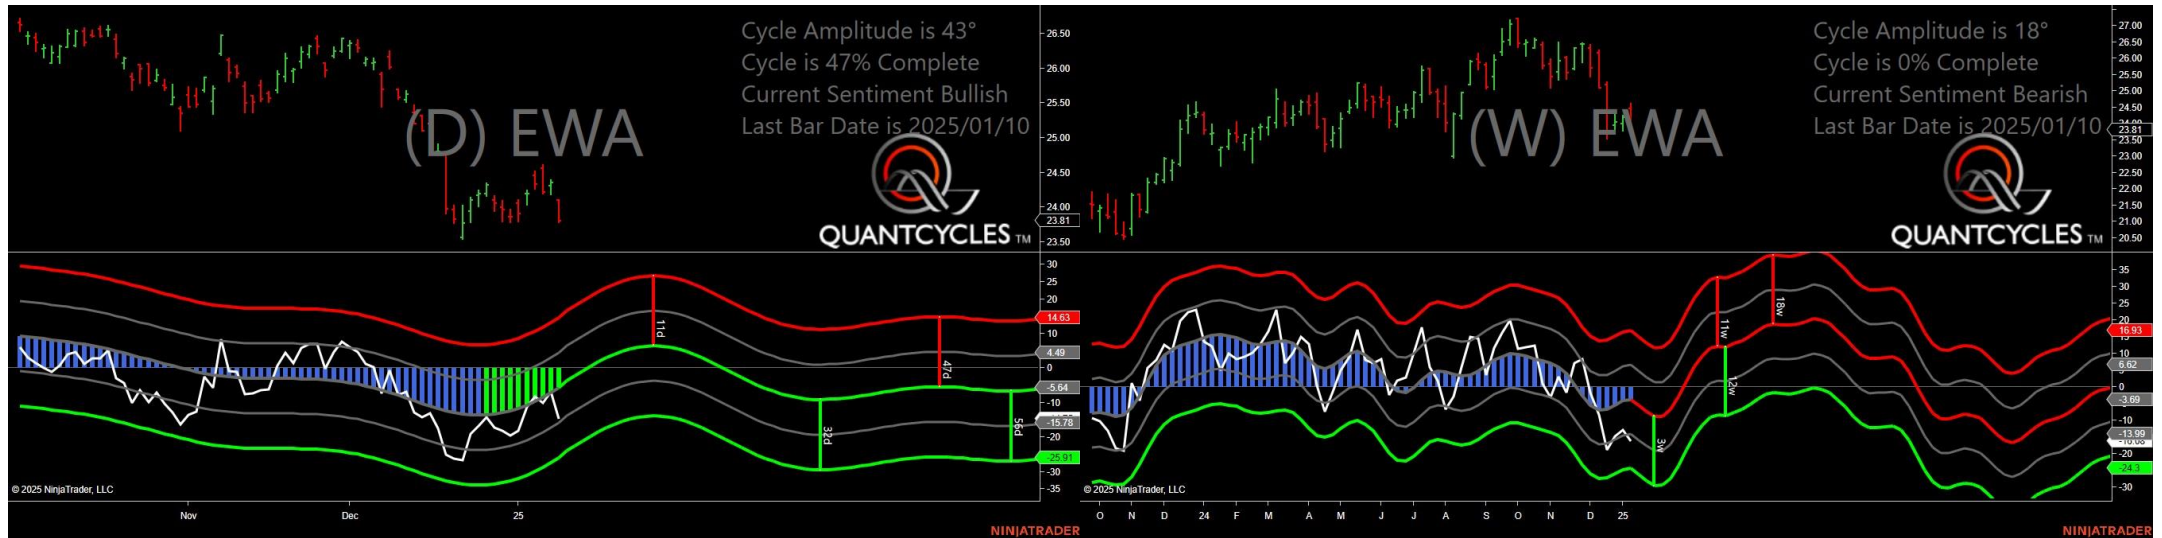 Cycle Amplitude is 43°
Cycle is 47% Complete
Current Sentiment Bullish
Last Bar Date is 2025/01/10
(D) EWA
QUANTCYCLES TM
26.50
26.00
25.50
25.00
24.50
24.00
23.81
23.50
30
25
20
14.63
10
4.49
0
-5.64
-10
-15.78
-20
-25.91
-30
-35
11d
32d
47d
56d
© 2025 NinjaTrader, LLC
Nov
Dec
25
NINJATRADER
Cycle Amplitude is 18°
Cycle is 0% Complete
Current Sentiment Bearish
Last Bar Date is 2025/01/10
(W) EWA
QUANTCYCLES TM
27.00
26.50
26.00
25.50
25.00
24.50
24.00
23.81
23.50
23.00
22.50
22.00
21.50
21.00
20.50
35
30
25
20
16.93
10
6.62
0
-3.69
-10
-13.99
-20
-24.3
-30
3w
11w
12w
18w
© 2025 NinjaTrader, LLC
O N D 24 F M A M J J A S O N D 25
NINJATRADER